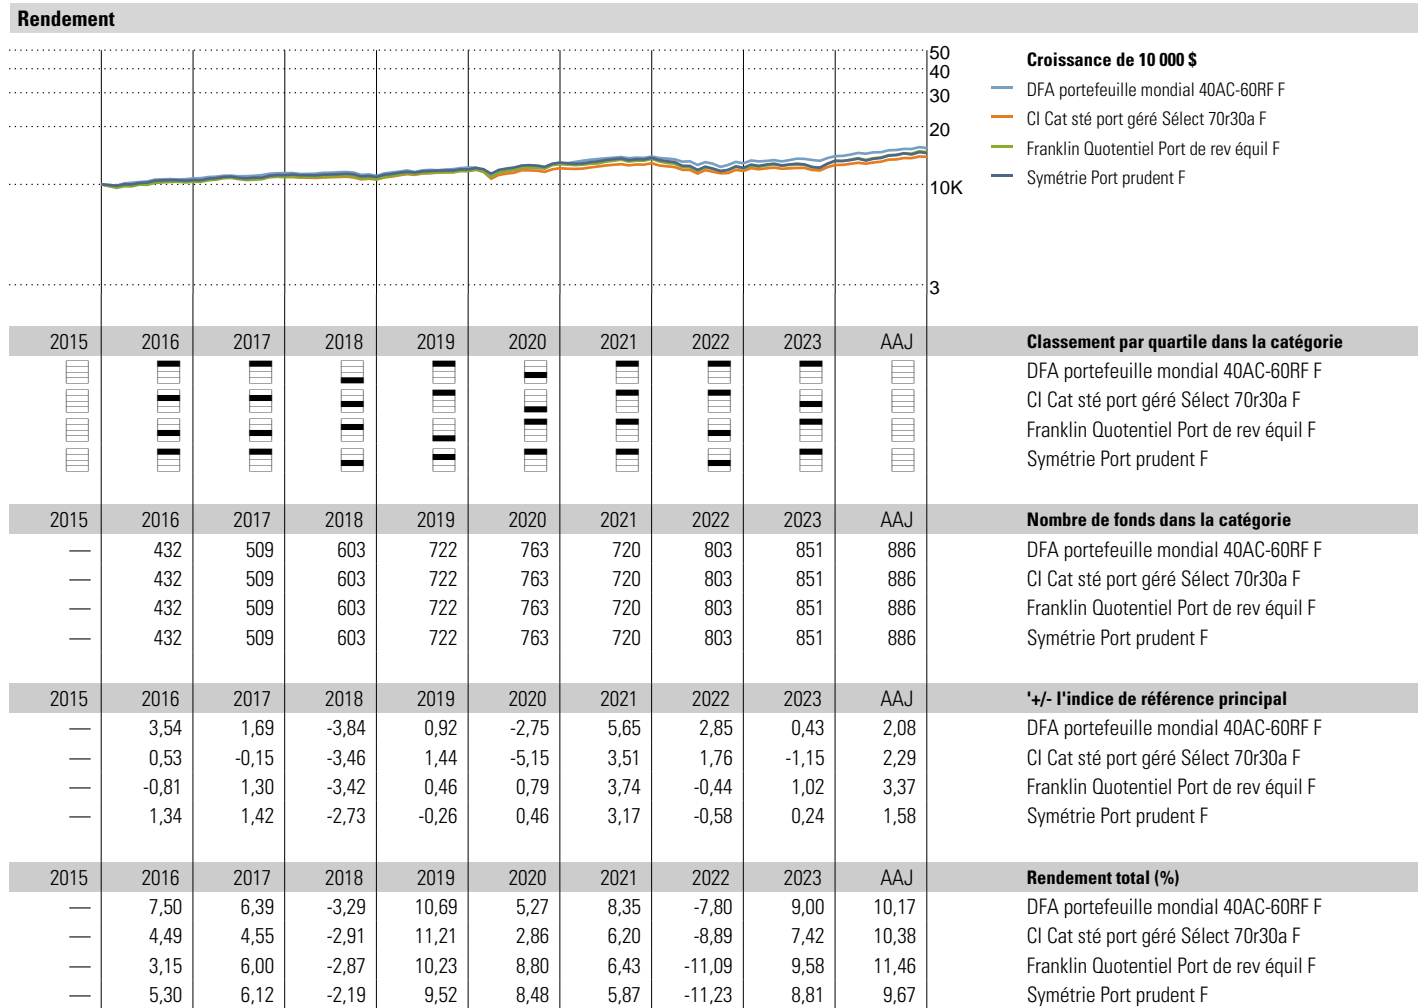 Rendement
50
40
30
20
10K
3
Croissance de 10 000 $
DFA portefeuille mondial 40AC-60RF F
CI Cat sté port géré Sélect 70r30a F
Franklin Quotentiel Port de rev équil F
Symétrie Port prudent F
2015 2016 2017 2018 2019 2020 2021 2022 2023 AAJ Classement par quartile dans la catégorie
DFA portefeuille mondial 40AC-60RF F
CI Cat sté port géré Sélect 70r30a F
Franklin Quotentiel Port de rev équil F
Symétrie Port prudent F
2015 2016 2017 2018 2019 2020 2021 2022 2023 AAJ Nombre de fonds dans la catégorie
— 432 509 603 722 763 720 803 851 886 DFA portefeuille mondial 40AC-60RF F
— 432 509 603 722 763 720 803 851 886 CI Cat sté port géré Sélect 70r30a F
— 432 509 603 722 763 720 803 851 886 Franklin Quotentiel Port de rev équil F
— 432 509 603 722 763 720 803 851 886 Symétrie Port prudent F
2015 2016 2017 2018 2019 2020 2021 2022 2023 AAJ '+/- l'indice de référence principal
— 3,54 1,69 -3,84 0,92 -2,75 5,65 2,85 0,43 2,08 DFA portefeuille mondial 40AC-60RF F
— 0,53 -0,15 -3,46 1,44 -5,15 3,51 1,76 -1,15 2,29 CI Cat sté port géré Sélect 70r30a F
— -0,81 1,30 -3,42 0,46 0,79 3,74 -0,44 1,02 3,37 Franklin Quotentiel Port de rev équil F
— 1,34 1,42 -2,73 -0,26 0,46 3,17 -0,58 0,24 1,58 Symétrie Port prudent F
2015 2016 2017 2018 2019 2020 2021 2022 2023 AAJ Rendement total (%)
— 7,50 6,39 -3,29 10,69 5,27 8,35 -7,80 9,00 10,17 DFA portefeuille mondial 40AC-60RF F
— 4,49 4,55 -2,91 11,21 2,86 6,20 -8,89 7,42 10,38 CI Cat sté port géré Sélect 70r30a F
— 3,15 6,00 -2,87 10,23 8,80 6,43 -11,09 9,58 11,46 Franklin Quotentiel Port de rev équil F
— 5,30 6,12 -2,19 9,52 8,48 5,87 -11,23 8,81 9,67 Symétrie Port prudent F